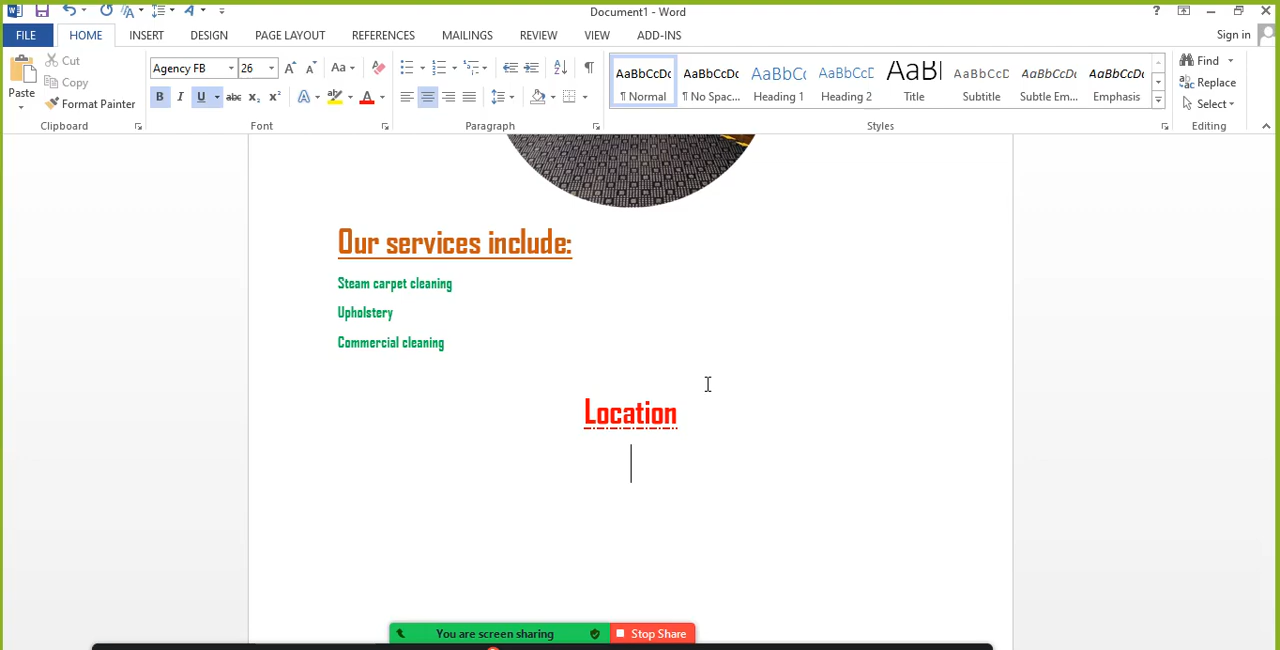 Document1 - Word
Sign in
FILE HOME INSERT DESIGN PAGE LAYOUT REFERENCES MAILINGS REVIEW VIEW ADD-INS
Paste
Cut
Copy
Format Painter
Clipboard
Agency FB 26
Font
Paragraph
AaBbCcDc AaBbCcDc AaBbCc AaBbCcD AaBl AaBbCcD AaBbCcDc AaBbCcDc
¶ Normal ¶ No Spac... Heading 1 Heading 2 Title Subtitle Subtle Em... Emphasis
Styles
Find
Replace
Select
Editing
Our services include:
Steam carpet cleaning
Upholstery
Commercial cleaning
Location
You are screen sharing Stop Share